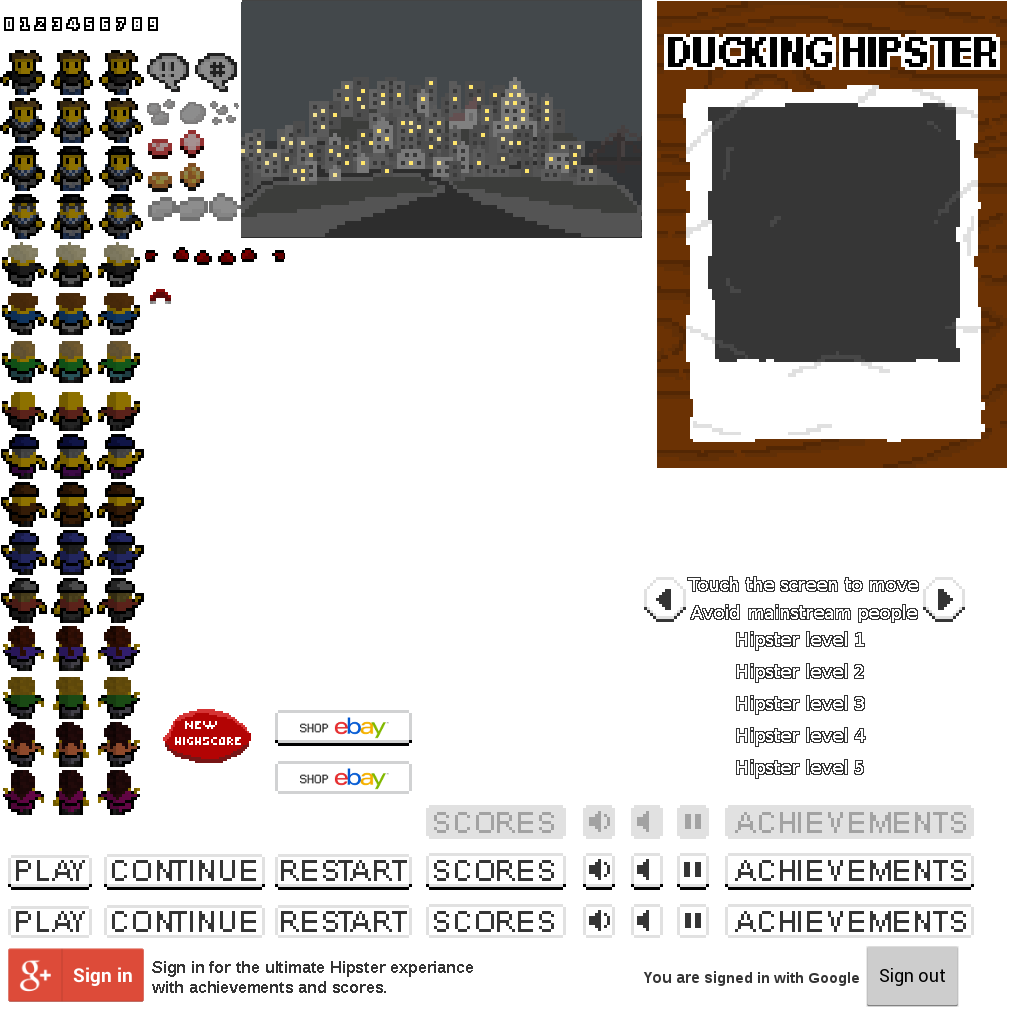 0123456789
!! #
DUCKING HIPSTER
Touch the screen to move
Avoid mainstream people
Hipster level 1
Hipster level 2
Hipster level 3
Hipster level 4
Hipster level 5
NEW
HIGHSCORE
SHOP ebay
SHOP ebay
SCORES ACHIEVEMENTS
PLAY CONTINUE RESTART SCORES ACHIEVEMENTS
PLAY CONTINUE RESTART SCORES ACHIEVEMENTS
g+ Sign in
Sign in for the ultimate Hipster experiance
with achievements and scores.
You are signed in with Google
Sign out